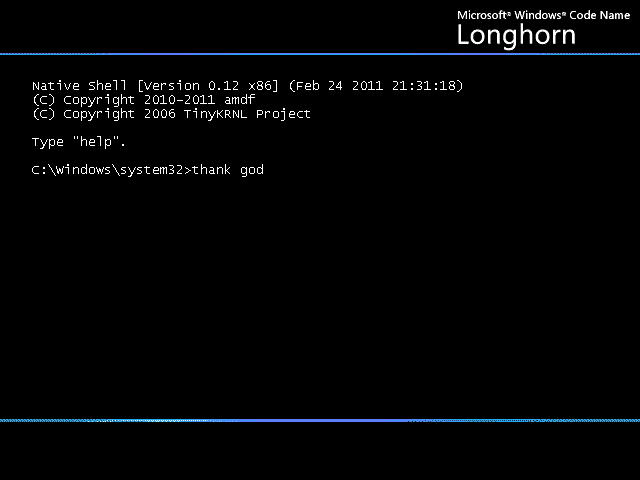 Microsoft® Windows® Code Name
Longhorn
Native Shell [Version 0.12 x86] (Feb 24 2011 21:31:18)
(C) Copyright 2010-2011 amdf
(C) Copyright 2006 TinyKRNL Project
Type "help".
C:\Windows\system32>thank god